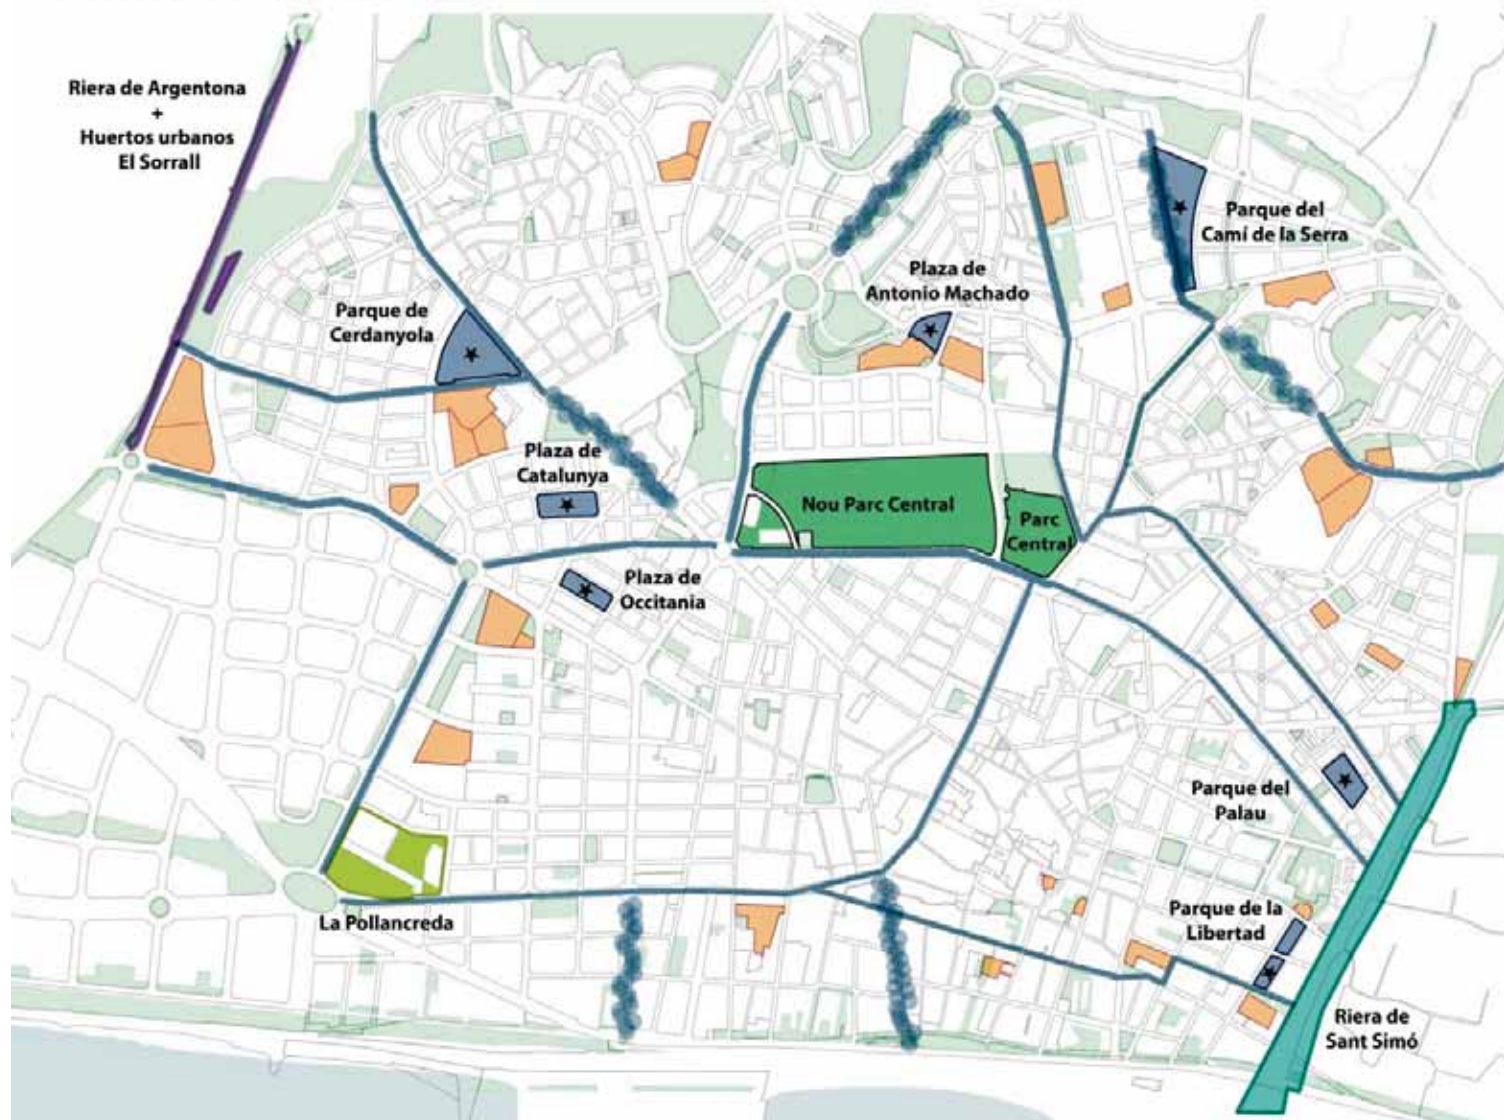 Riera de Argentona
+
Huertos urbanos
El Sorrall
Parque del
Camí de la Serra
Plaza de
Antonio Machado
Parque de
Cerdanyola
Plaza de
Catalunya
Nou Parc Central
Parc
Central
Plaza de
Occitania
Parque del
Palau
La Pollancreda
Parque de la
Libertad
Riera de
Sant Simó